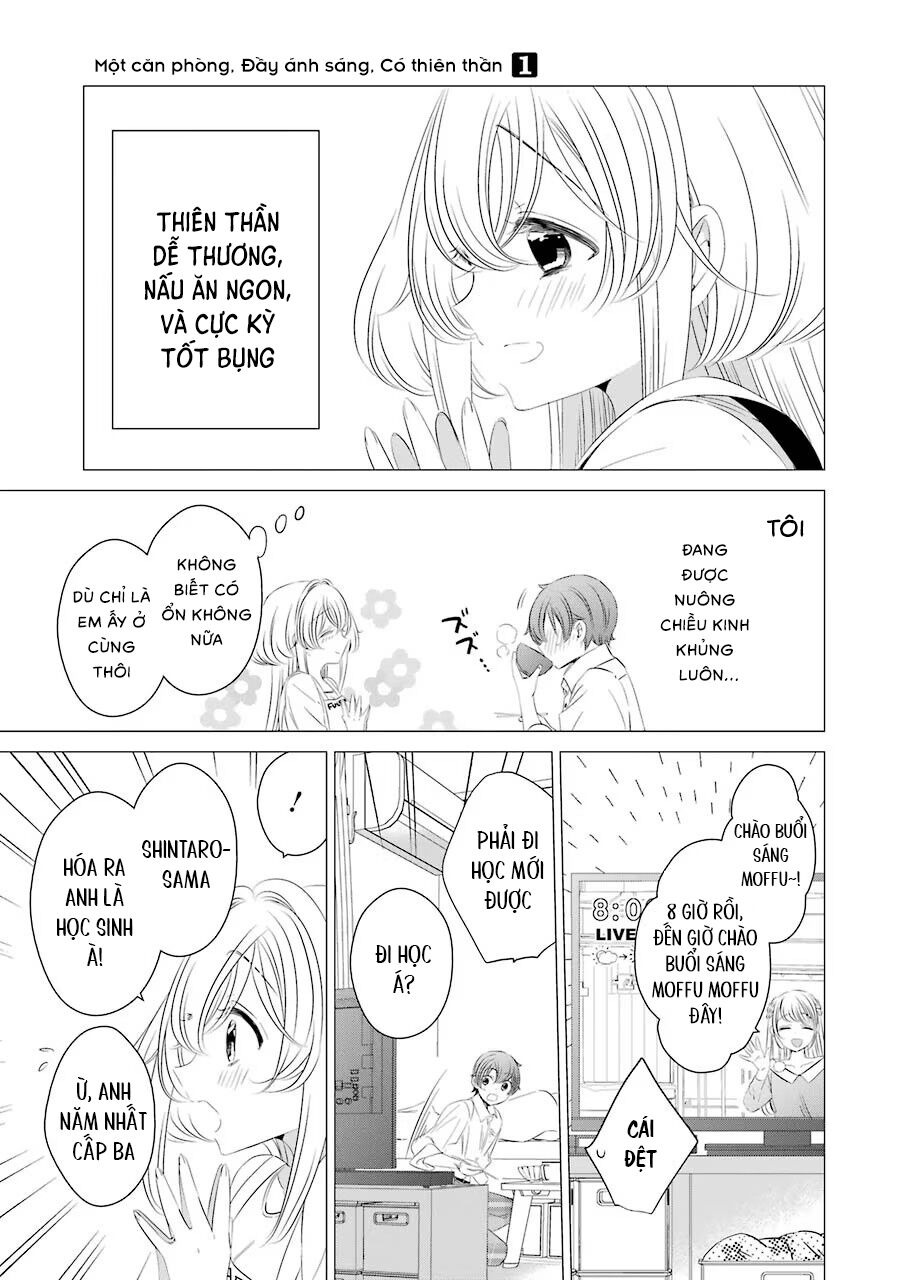 Một căn phòng, Đầy ánh sáng, Có thiên thần 1
THIÊN THẦN
DỄ THƯƠNG,
NẤU ĂN NGON,
VÀ CỰC KỲ
TỐT BỤNG
TÔI
ĐANG
ĐƯỢC
NUÔNG
CHIỀU KINH
KHỦNG
LUÔN...
ズズ...
KHÔNG
BIẾT CÓ
ỔN KHÔNG
NỮA
DÙ CHỈ LÀ
EM ẤY Ở
CÙNG
THÔI
CHÀO BUỔI
SÁNG
MOFFU~!
8 GIỜ RỒI,
ĐẾN GIỜ CHÀO
BUỔI SÁNG
MOFFU MOFFU
ĐÂY!
8:0
LIVE
CÁI
ĐỆT
PHẢI ĐI
HỌC MỚI
ĐƯỢC
ĐI HỌC
Á?
!
SHINTARO-
SAMA
HÓA RA
ANH LÀ
HỌC SINH
À!
Ừ, ANH
NĂM NHẤT
CẤP BA